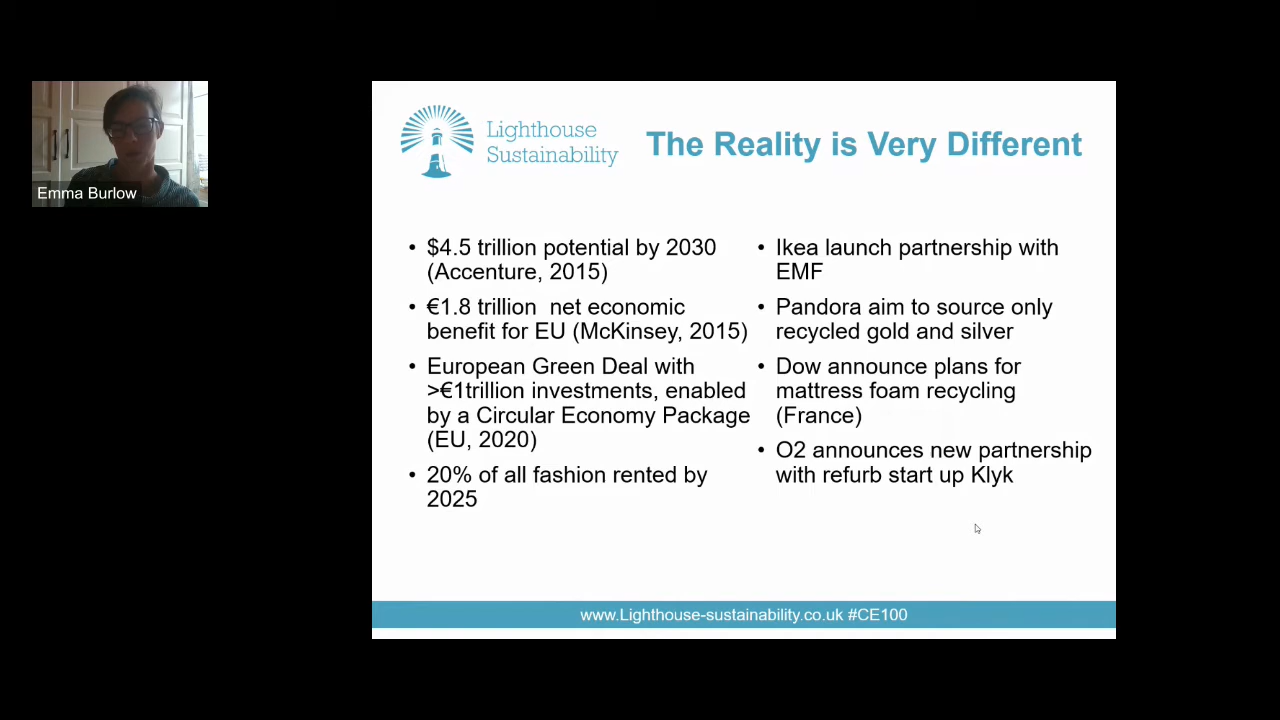 Emma Burlow
Lighthouse
Sustainability
The Reality is Very Different
• $4.5 trillion potential by 2030
(Accenture, 2015)
• €1.8 trillion  net economic
benefit for EU (McKinsey, 2015)
• European Green Deal with
>€1trillion investments, enabled
by a Circular Economy Package
(EU, 2020)
• 20% of all fashion rented by
2025
• Ikea launch partnership with
EMF
• Pandora aim to source only
recycled gold and silver
• Dow announce plans for
mattress foam recycling
(France)
• O2 announces new partnership
with refurb start up Klyk
www.Lighthouse-sustainability.co.uk #CE100